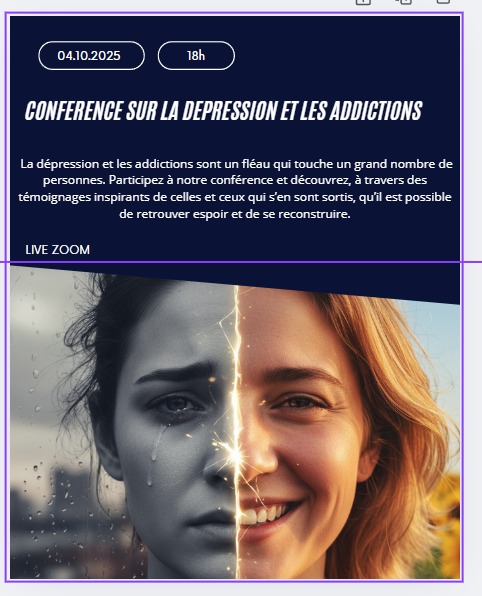 04.10.2025
18h
CONFERENCE SUR LA DEPRESSION ET LES ADDICTIONS
La dépression et les addictions sont un fléau qui touche un grand nombre de
personnes. Participez à notre conférence et découvrez, à travers des
témoignages inspirants de celles et ceux qui s'en sont sortis, qu'il est possible
de retrouver espoir et de se reconstruire.
LIVE ZOOM